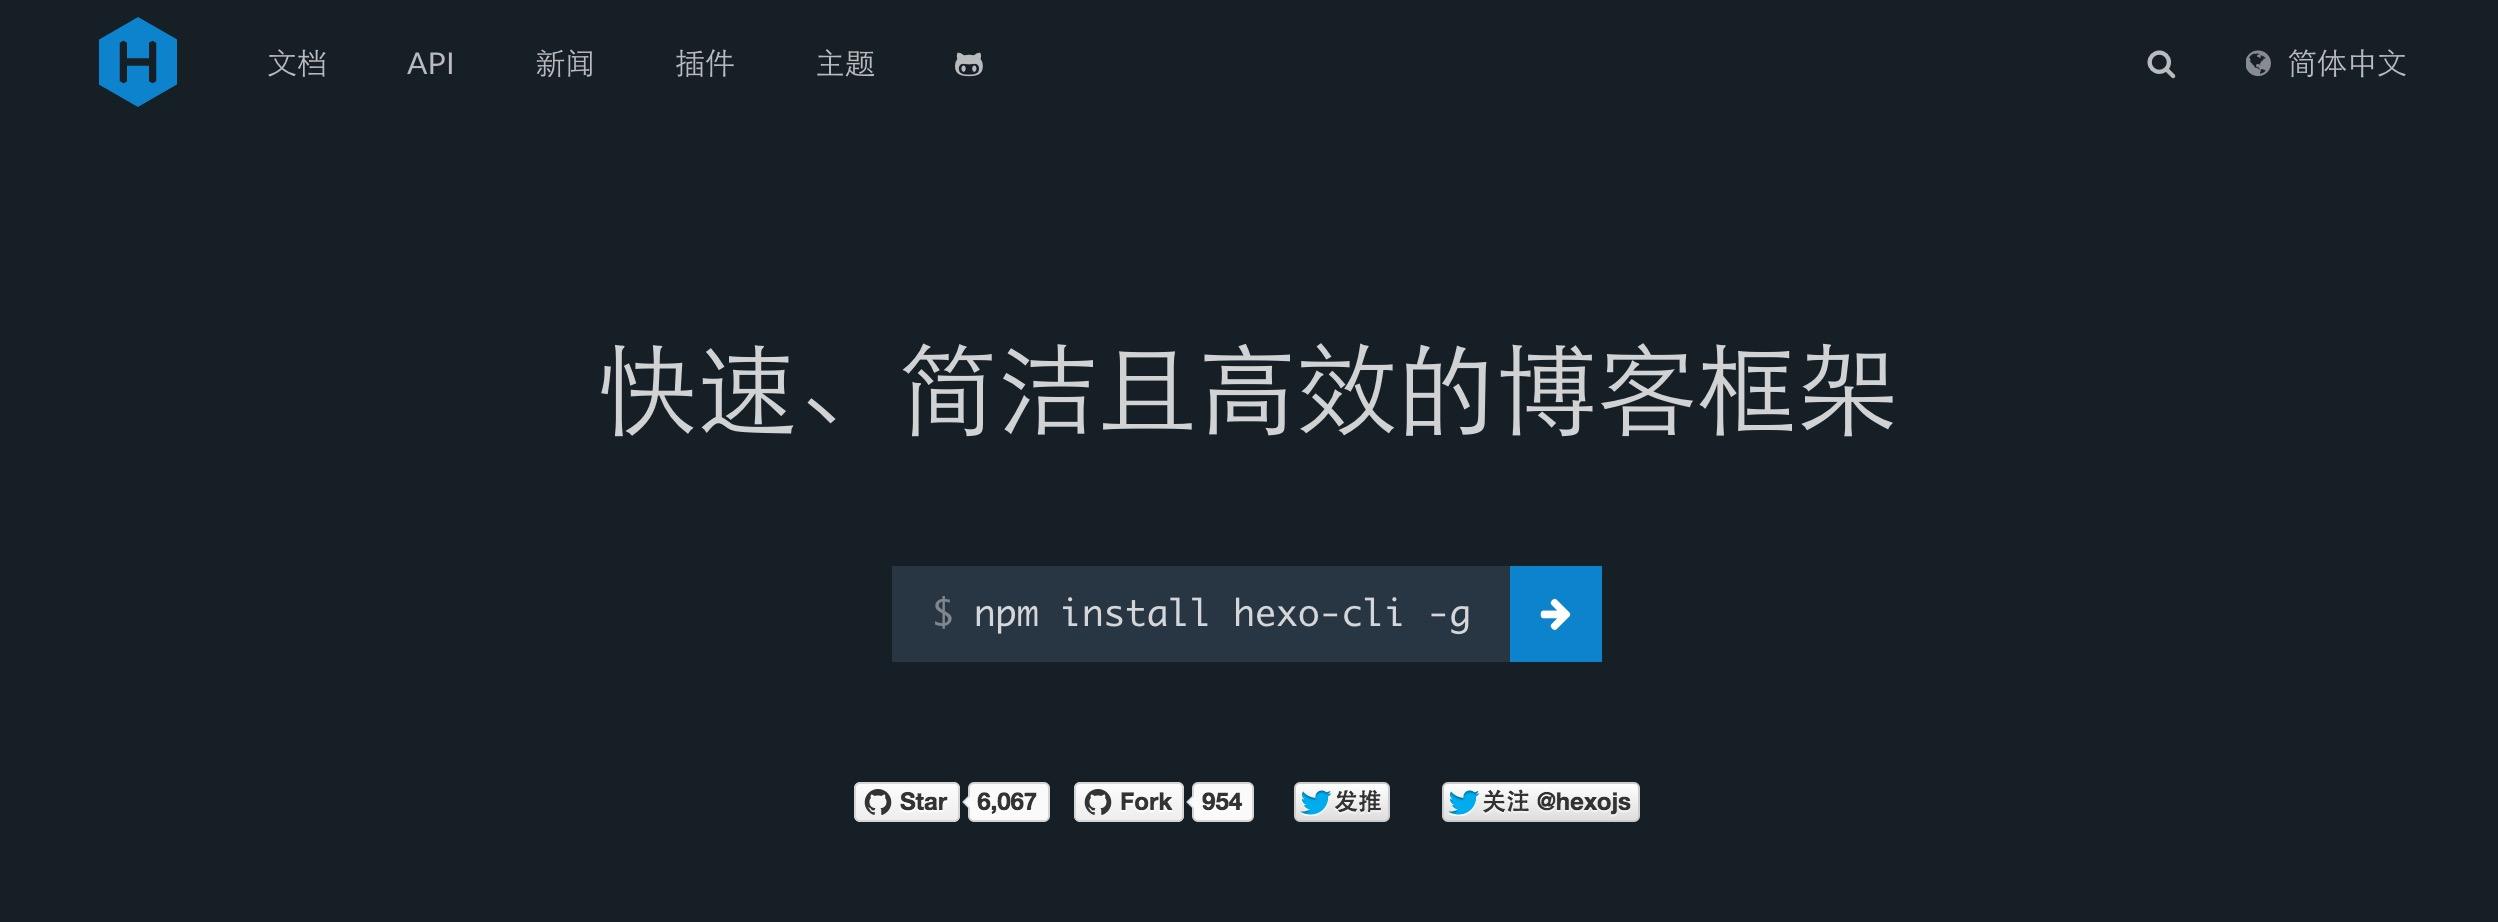 H 文档 API 新闻 插件 主题 简体中文
快速、简洁且高效的博客框架
$ npm install hexo-cli -g
Star 6,067 Fork 954 发推 关注 @hexojs